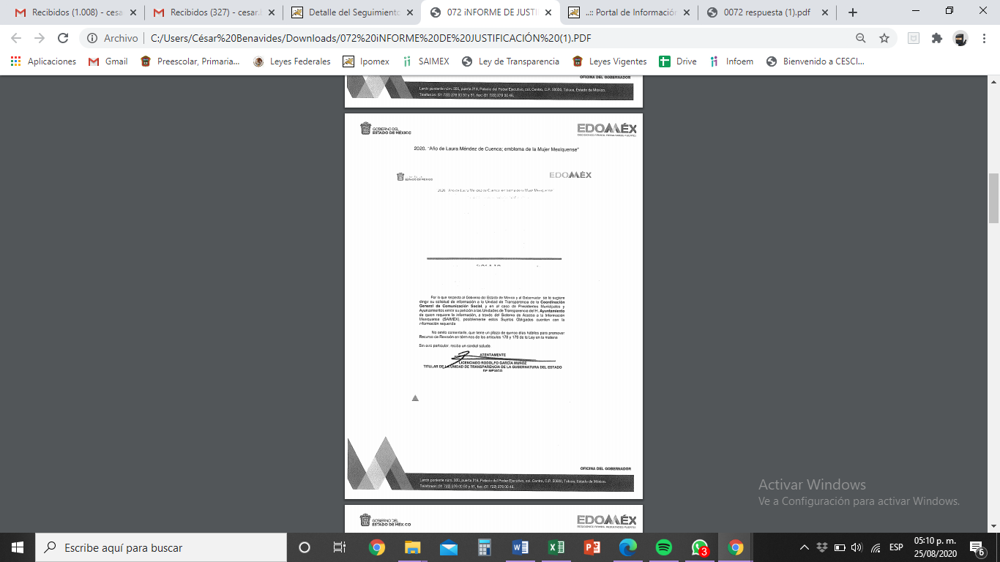 Recibidos (1.008) - cesa
Recibidos (327) - cesar.
Detalle del Seguimiento
072 iNFORME DE JUSTI
..:: Portal de Información
0072 respuesta (1).pdf
Archivo
C:/Users/César%20Benavides/Downloads/072%20iNFORME%20DE%20JUSTIFICACIÓN%20(1).PDF
Aplicaciones
Gmail
Preescolar, Primaria...
Leyes Federales
Ipomex
SAIMEX
Ley de Transparencia
Leyes Vigentes
Drive
Infoem
Bienvenido a CESCI...
OFICINA DEL GOBERNADOR
Lerdo poniente núm. 300, puerta 216, Palacio del Poder Ejecutivo, col. Centro, C.P. 50000, Toluca, Estado de México.
Teléfonos: (01 722) 276 00 50 y 51, fax: (01 722) 276 00 46.
GOBIERNO DEL
ESTADO DE MÉXICO
EDOMÉX
DECISIONES FIRMES, RESULTADOS FUERTES.
2020. "Año de Laura Méndez de Cuenca; emblema de la Mujer Mexiquense"
ESTADO DE MÉXICO
EDOMÉX
2020. Año de Laura Méndez de Cuenca; emblema de la Mujer Mexiquense
Por lo que respecta al Gobierno del Estado de México y al Gobernador se le sugiere
dirigir su solicitud de información a la Unidad de Transparencia de la Coordinación
General de Comunicación Social, y en al caso de Presidentes Municipales y
Ayuntamientos emitir su petición a las Unidades de Transparencia del H. Ayuntamiento
de quien requiere la información, a través del Sistema de Acceso a la Información
Mexiquense (SAIMEX), posiblemente estos Sujetos Obligados cuenten con la
información requerida
No omito comentarle, que tiene un plazo de quince días hábiles para promover
Recurso de Revisión en términos de los artículos 178 y 179 de la Ley en la materia
Sin otro particular, reciba un cordial saludo.
ATENTAMENTE
LICENCIADO RODOLFO GARCÍA MUÑOZ
TITULAR DE LA UNIDAD DE TRANSPARENCIA DE LA GUBERNATURA DEL ESTADO
DE MÉXICO
OFICINA DEL GOBERNADOR
Lerdo poniente núm. 300, puerta 216, Palacio del Poder Ejecutivo, col. Centro, C.P. 50000, Toluca, Estado de México.
Teléfonos: (01 722) 276 00 50 y 51, fax: (01 722) 276 00 46.
GOBIERNO DEL
ESTADO DE MÉXICO
EDOMÉX
DECISIONES FIRMES, RESULTADOS FUERTES.
Activar Windows
Ve a Configuración para activar Windows.
Escribe aquí para buscar
3
ESP
05:10 p. m.
25/08/2020
6